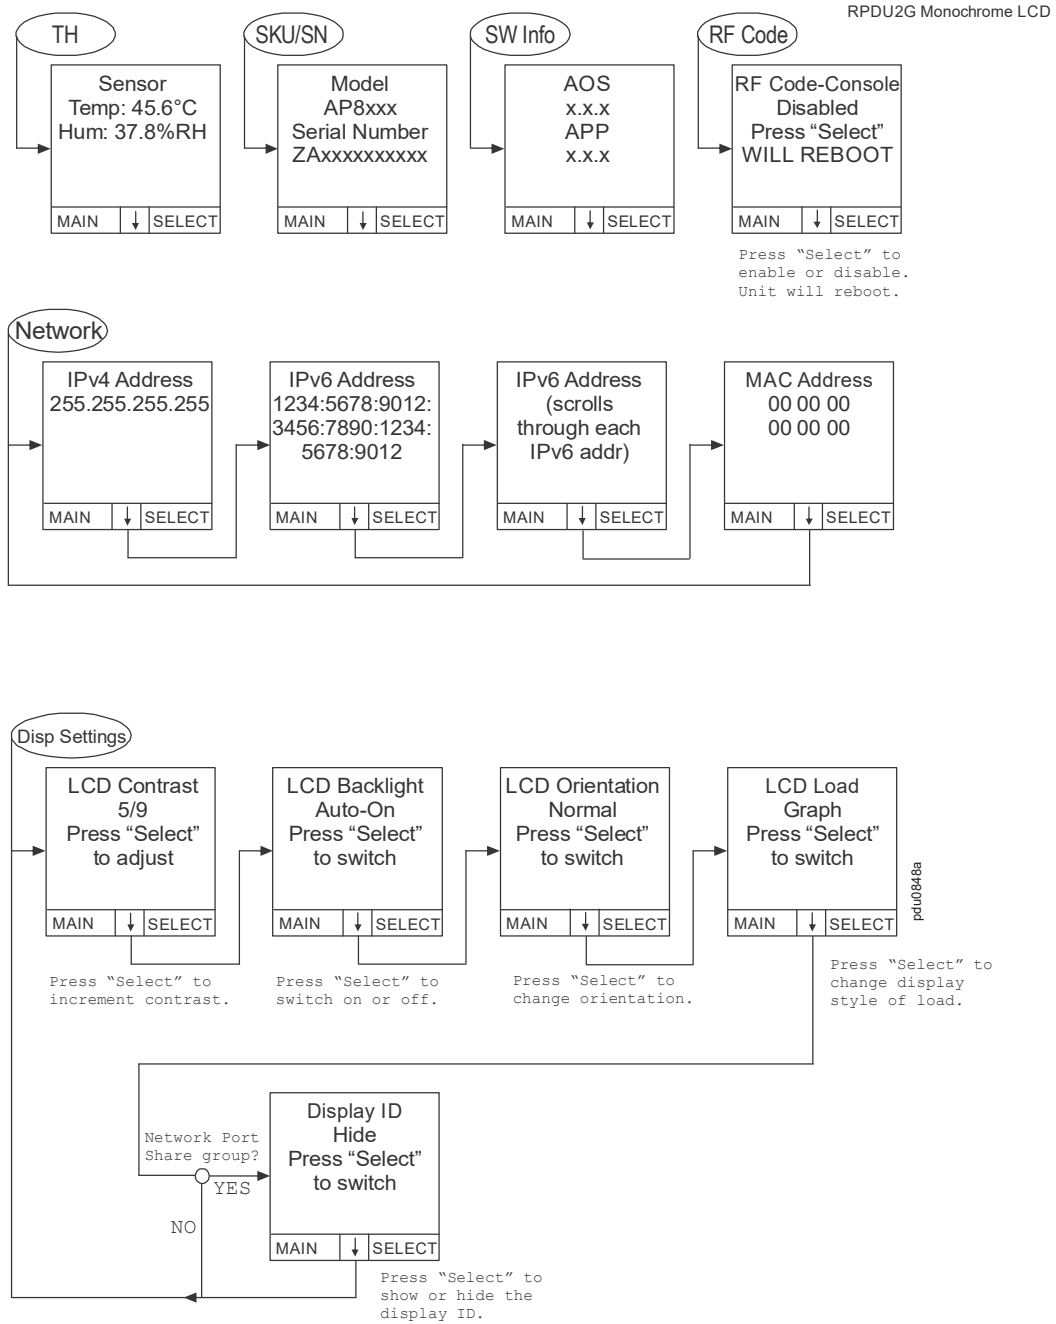 RPDU2G Monochrome LCD
TH
Sensor
Temp: 45.6°C
Hum: 37.8%RH
MAIN ↓ SELECT
SKU/SN
Model
AP8xxx
Serial Number
ZAxxxxxxxxxx
MAIN ↓ SELECT
SW Info
AOS
x.x.x
APP
x.x.x
MAIN ↓ SELECT
RF Code
RF Code-Console
Disabled
Press “Select”
WILL REBOOT
MAIN ↓ SELECT
Press “Select” to
enable or disable.
Unit will reboot.
Network
IPv4 Address
255.255.255.255
MAIN ↓ SELECT
IPv6 Address
1234:5678:9012:
3456:7890:1234:
5678:9012
MAIN ↓ SELECT
IPv6 Address
(scrolls
through each
IPv6 addr)
MAIN ↓ SELECT
MAC Address
00 00 00
00 00 00
MAIN ↓ SELECT
Disp Settings
LCD Contrast
5/9
Press “Select”
to adjust
MAIN ↓ SELECT
Press “Select” to
increment contrast.
LCD Backlight
Auto-On
Press “Select”
to switch
MAIN ↓ SELECT
Press “Select” to
switch on or off.
LCD Orientation
Normal
Press “Select”
to switch
MAIN ↓ SELECT
Press “Select” to
change orientation.
LCD Load
Graph
Press “Select”
to switch
MAIN ↓ SELECT
Press “Select” to
change display
style of load.
pdu0848a
Network Port
Share group?
YES
NO
Display ID
Hide
Press “Select”
to switch
MAIN ↓ SELECT
Press “Select” to
show or hide the
display ID.